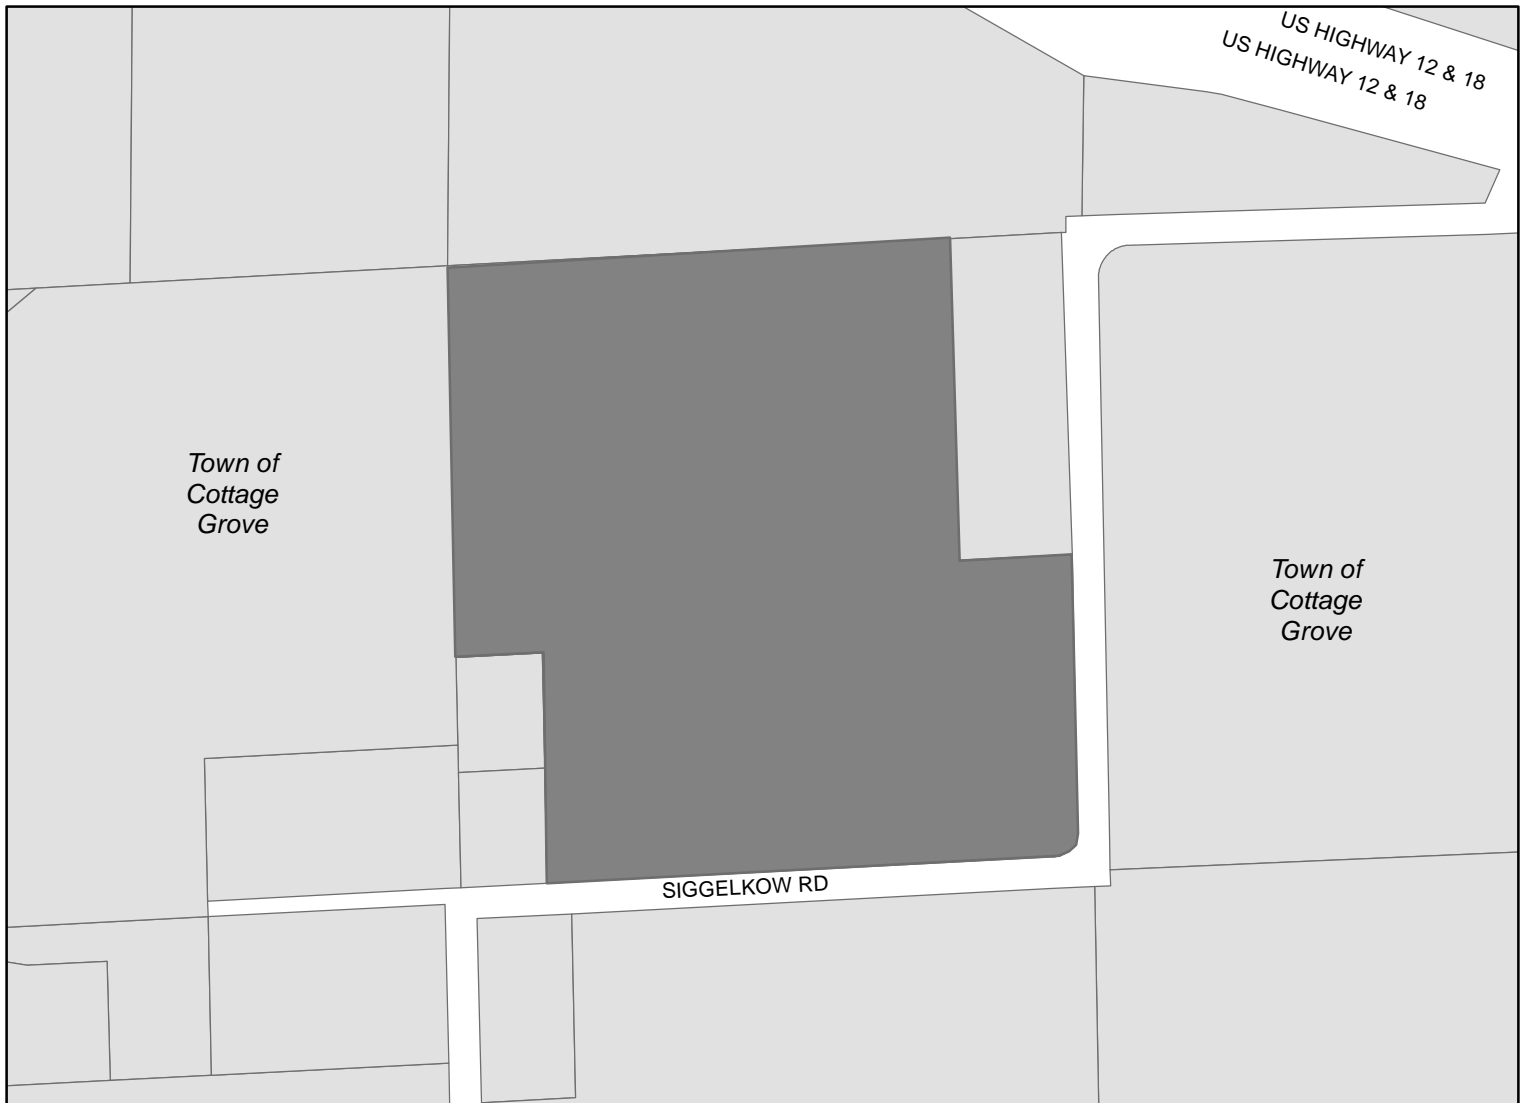 US HIGHWAY 12 & 18
US HIGHWAY 12 & 18
Town of
Cottage
Grove
Town of
Cottage
Grove
SIGGELKOW RD